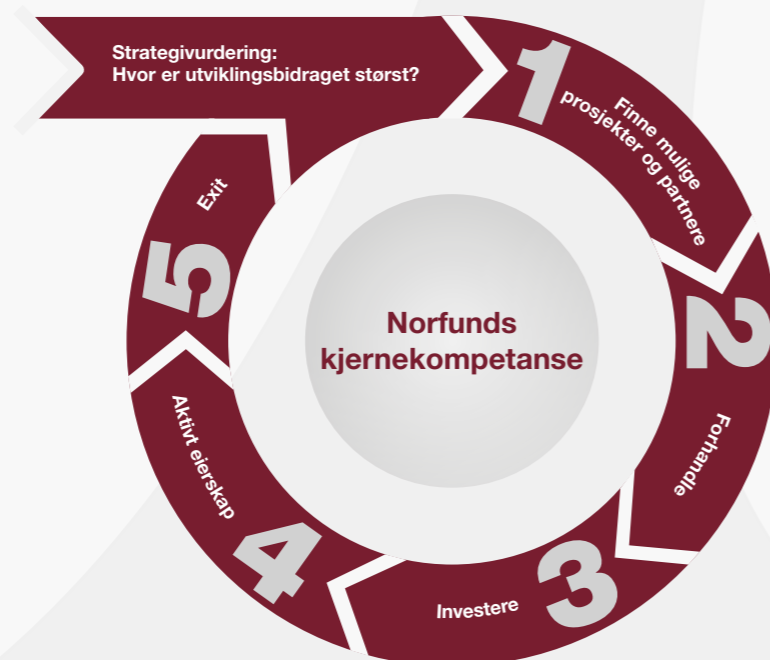 Strategivurdering:
Hvor er utviklingsbidraget størst?
1
Finne mulige
prosjekter og partnere
2
Forhandle
3
Investere
4
Aktivt eierskap
5
Exit
Norfunds
kjernekompetanse